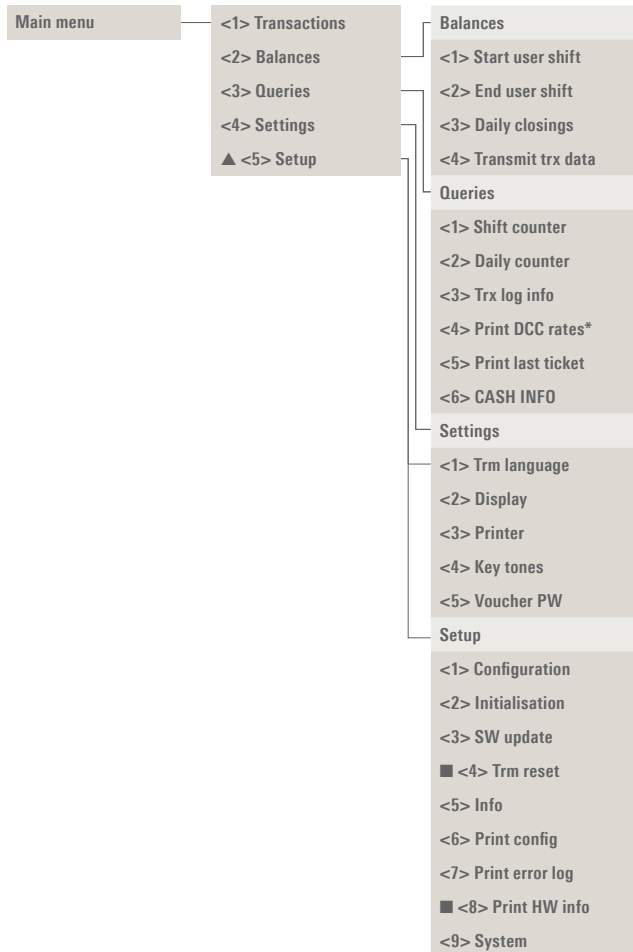 Main menu
<1> Transactions
<2> Balances
<3> Queries
<4> Settings
▲ <5> Setup
Balances
<1> Start user shift
<2> End user shift
<3> Daily closings
<4> Transmit trx data
Queries
<1> Shift counter
<2> Daily counter
<3> Trx log info
<4> Print DCC rates*
<5> Print last ticket
<6> CASH INFO
Settings
<1> Trm language
<2> Display
<3> Printer
<4> Key tones
<5> Voucher PW
Setup
<1> Configuration
<2> Initialisation
<3> SW update
■ <4> Trm reset
<5> Info
<6> Print config
<7> Print error log
■ <8> Print HW info
<9> System